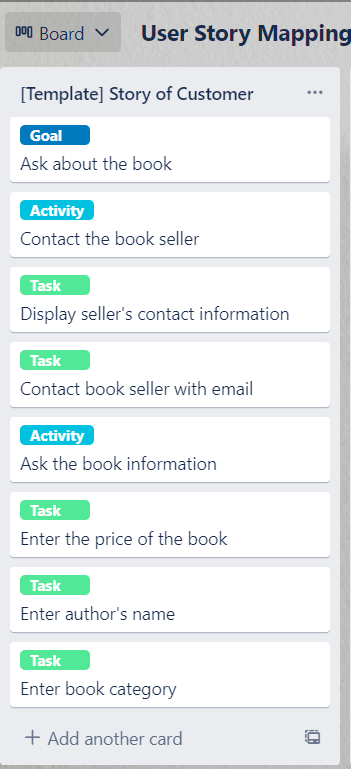 Board
User Story Mapping
[Template] Story of Customer
Goal
Ask about the book
Activity
Contact the book seller
Task
Display seller's contact information
Task
Contact book seller with email
Activity
Ask the book information
Task
Enter the price of the book
Task
Enter author's name
Task
Enter book category
+ Add another card